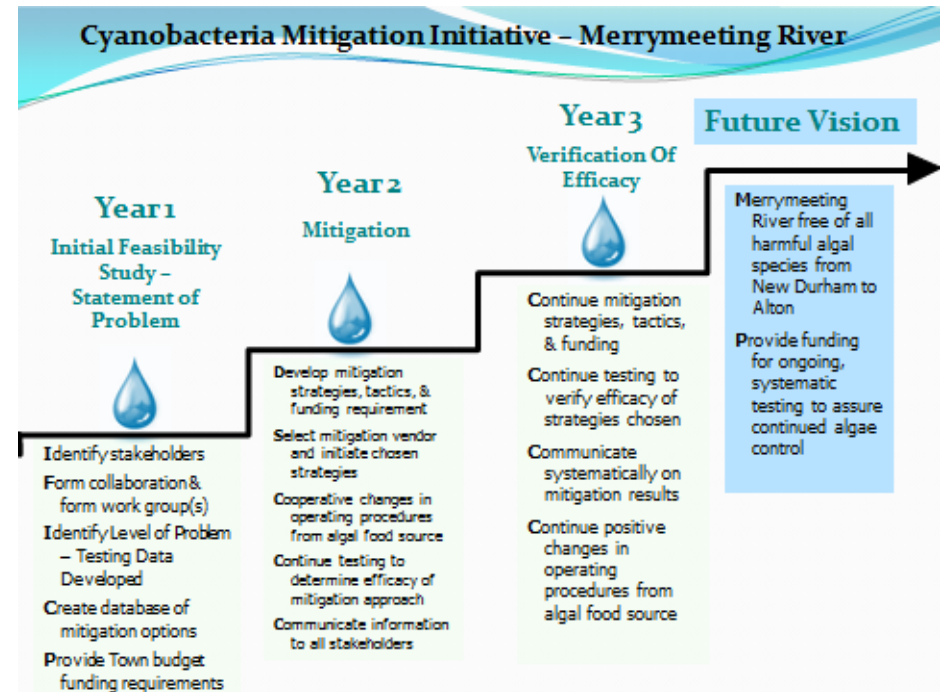 Cyanobacteria Mitigation Initiative – Merrymeeting River
Year 1
Initial Feasibility
Study –
Statement of
Problem
Identify stakeholders
Form collaboration &
form work group(s)
Identify Level of Problem
– Testing Data
Developed
Create database of
mitigation options
Provide Town budget
funding requirements
Year 2
Mitigation
Develop mitigation
strategies, tactics, &
funding requirement
Select mitigation vendor
and initiate chosen
strategies
Cooperative changes in
operating procedures
from algal food source
Continue testing to
determine efficacy of
mitigation approach
Communicate information
to all stakeholders
Year 3
Verification Of
Efficacy
Continue mitigation
strategies, tactics,
& funding
Continue testing to
verify efficacy of
strategies chosen
Communicate
systematically on
mitigation results
Continue positive
changes in
operating
procedures from
algal food source
Future Vision
Merrymeeting
River free of all
harmful algal
species from
New Durham to
Alton
Provide funding
for ongoing,
systematic
testing to assure
continued algae
control